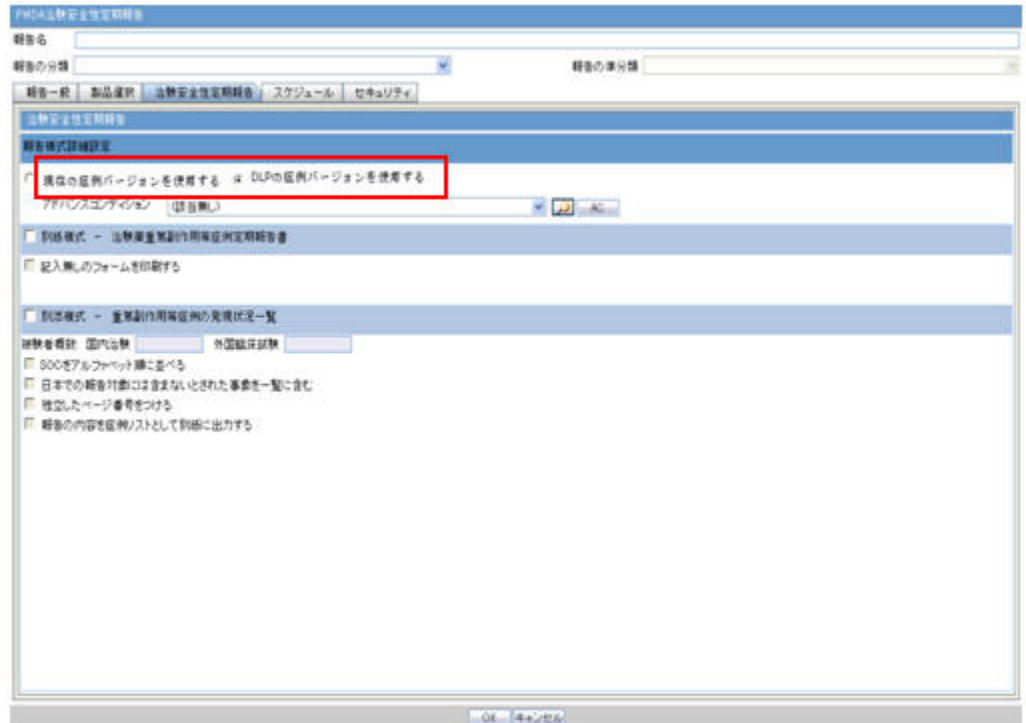 PMDA治験安全性定期報告
報告名
報告の分類 報告の準分類
報告一般 製品選択 治験安全性定期報告 スケジュール セキュリティ
治験安全性定期報告
報告様式詳細設定
現在の症例バージョンを使用する DLPの症例バージョンを使用する
アドバンスコンディション (該当無し) AC
別紙様式 - 治験薬重篤副作用等症例定期報告書
記入無しのフォームを印刷する
別添様式 - 重篤副作用等症例の発現状況一覧
被験者概数 国内治験 外国臨床試験
SOCをアルファベット順に並べる
日本での報告対象には含まないとされた事象を一覧に含む
独立したページ番号をつける
報告の内容を症例リストとして別紙に出力する
OK キャンセル